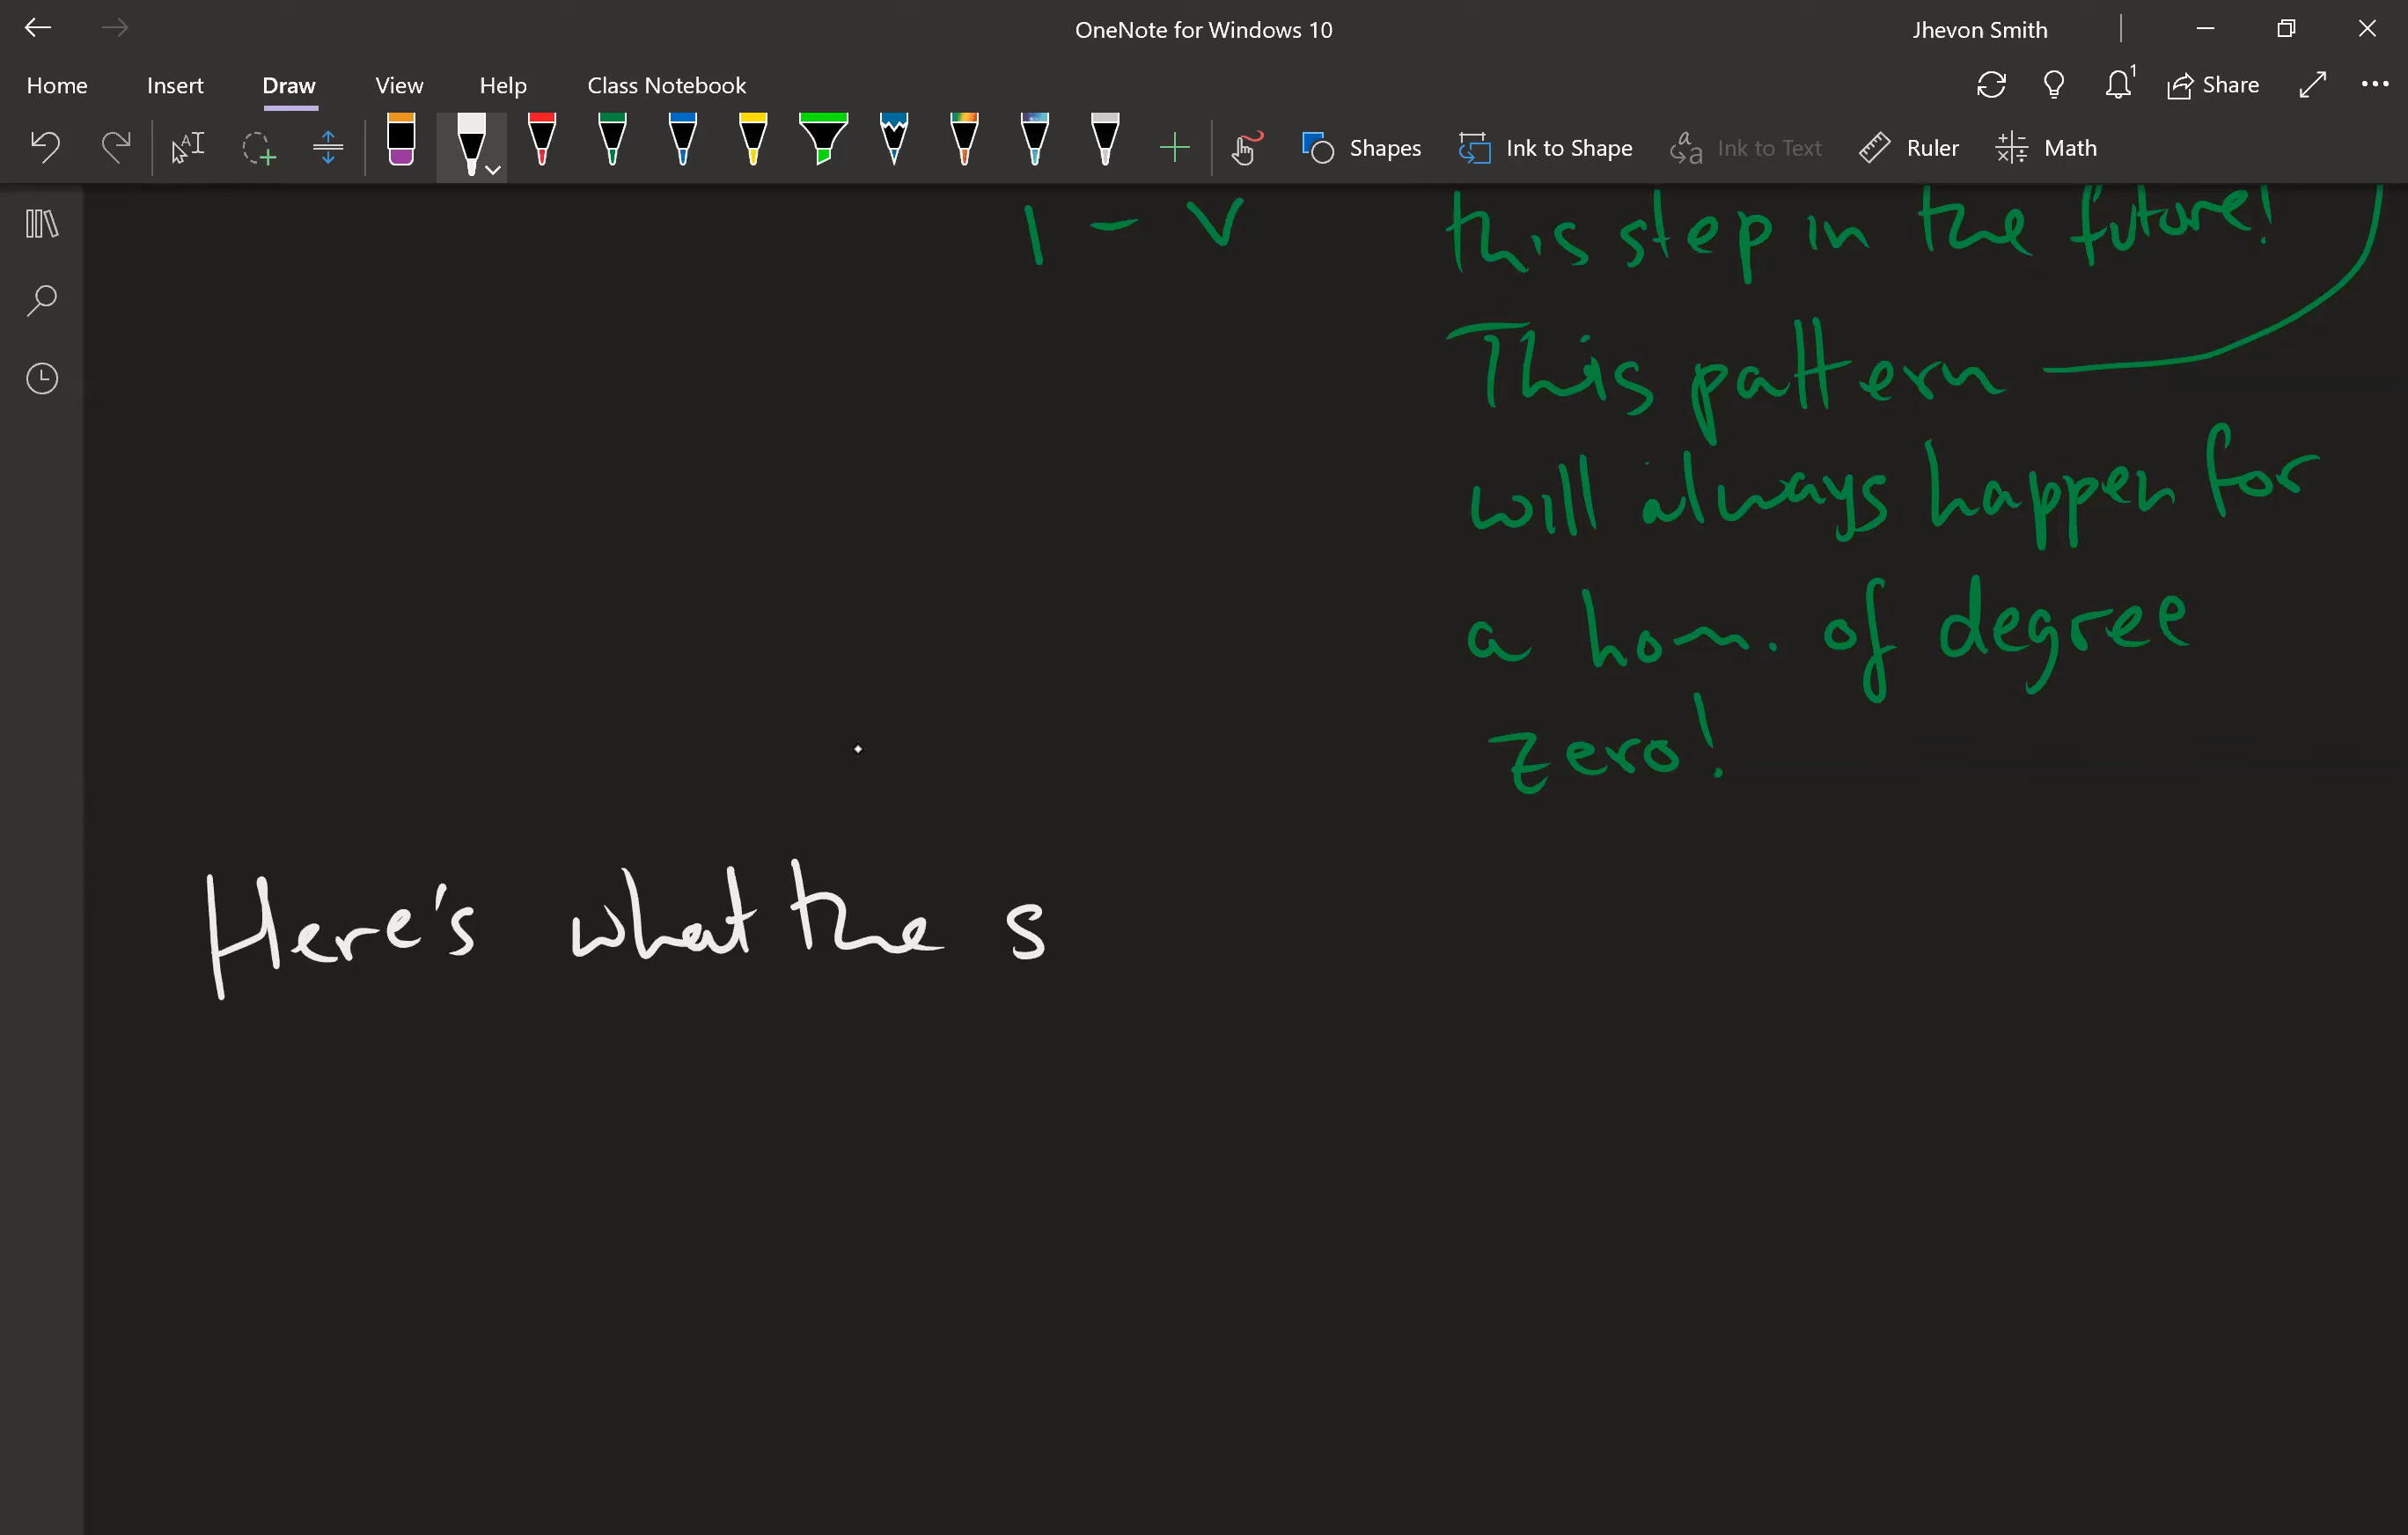 OneNote for Windows 10
Jhevon Smith
Home Insert Draw View Help Class Notebook
1
Share
Shapes Ink to Shape Ink to Text Ruler Math
1 - v
this step in the future!
This pattern
will always happen for
a hom. of degree
zero!
Here's what the s